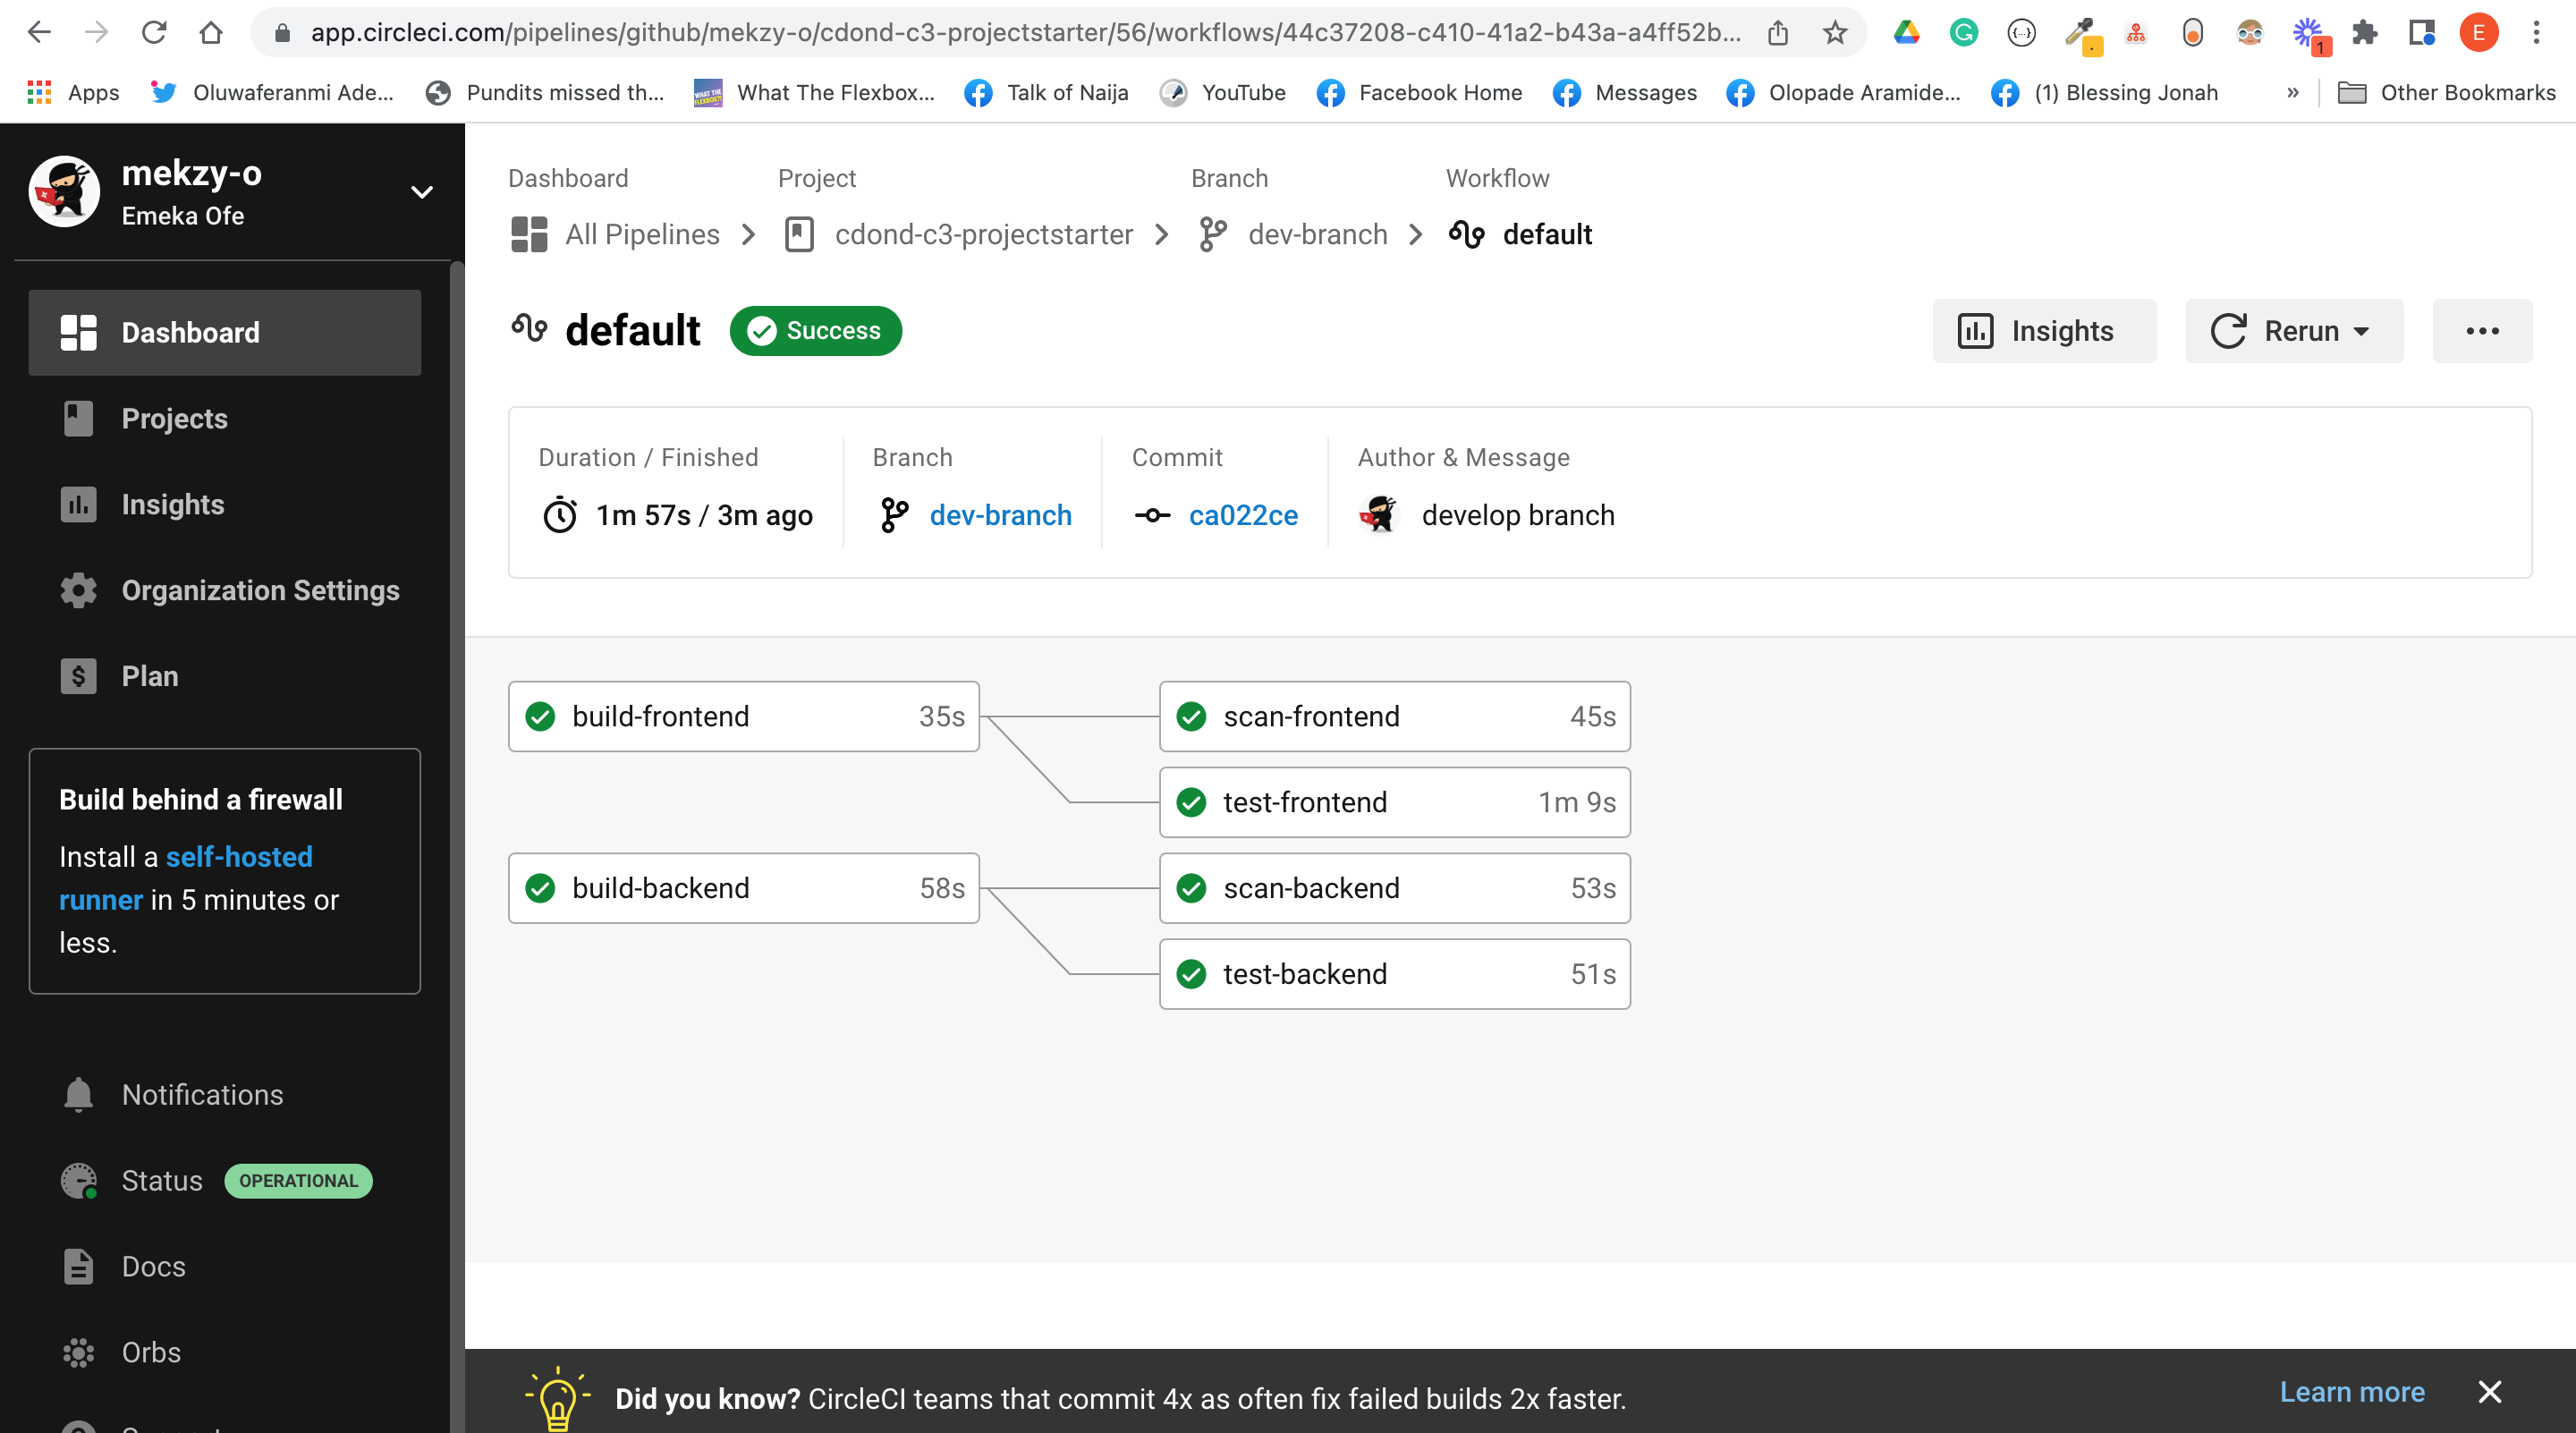 app.circleci.com/pipelines/github/mekzy-o/cdond-c3-projectstarter/56/workflows/44c37208-c410-41a2-b43a-a4ff52b...
G
{...}
1
E
Apps
Oluwaferanmi Ade...
Pundits missed th...
WHAT THE FLEXBOX?!
What The Flexbox...
Talk of Naija
YouTube
Facebook Home
Messages
Olopade Aramide...
(1) Blessing Jonah
»
Other Bookmarks
mekzy-o
Emeka Ofe
Dashboard
Projects
Insights
Organization Settings
Plan
Build behind a firewall
Install a self-hosted
runner in 5 minutes or
less.
Notifications
Status OPERATIONAL
Docs
Orbs
Dashboard Project Branch Workflow
All Pipelines cdond-c3-projectstarter dev-branch default
default Success
Insights Rerun
Duration / Finished Branch Commit Author & Message
1m 57s / 3m ago dev-branch ca022ce develop branch
build-frontend 35s
scan-frontend 45s
test-frontend 1m 9s
build-backend 58s
scan-backend 53s
test-backend 51s
Did you know? CircleCI teams that commit 4x as often fix failed builds 2x faster.
Learn more